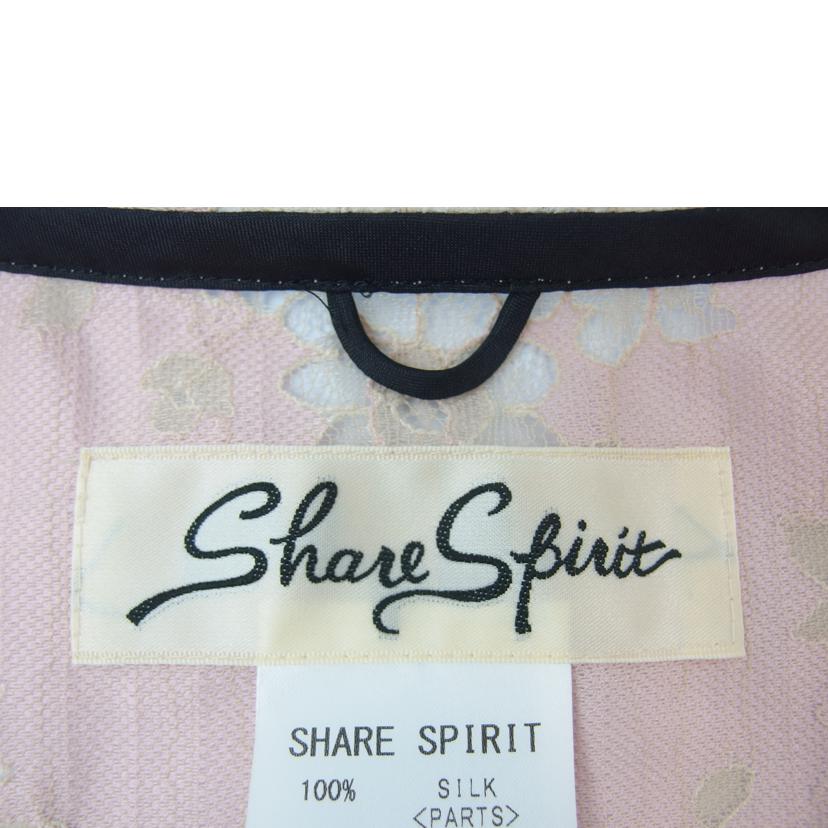 Share Spirit
SHARE SPIRIT
100% SILK
<PARTS>